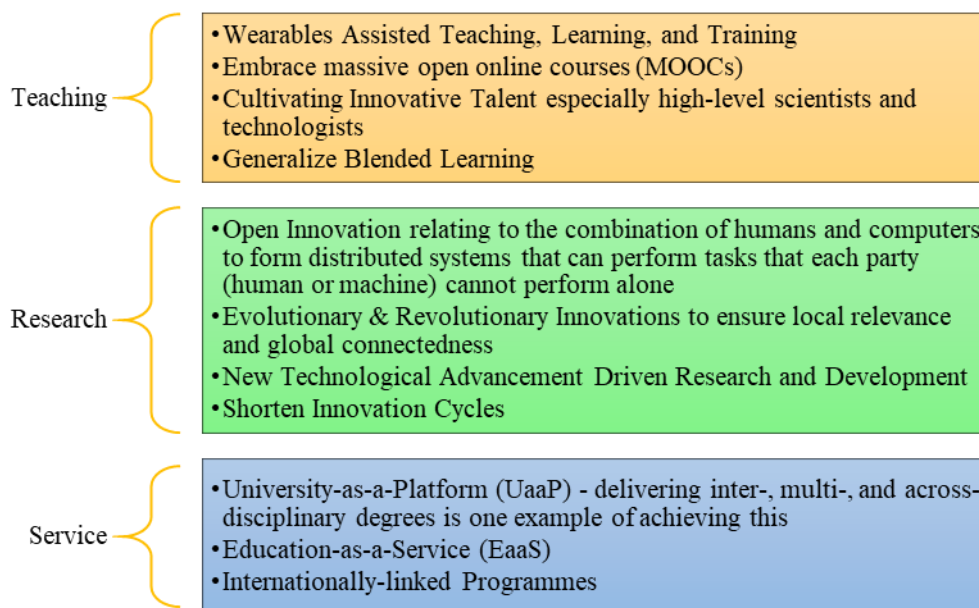 Teaching
•Wearables Assisted Teaching, Learning, and Training
•Embrace massive open online courses (MOOCs)
•Cultivating Innovative Talent especially high-level scientists and
technologists
•Generalize Blended Learning
Research
•Open Innovation relating to the combination of humans and computers
to form distributed systems that can perform tasks that each party
(human or machine) cannot perform alone
•Evolutionary & Revolutionary Innovations to ensure local relevance
and global connectedness
•New Technological Advancement Driven Research and Development
•Shorten Innovation Cycles
Service
•University-as-a-Platform (UaaP) - delivering inter-, multi-, and across-
disciplinary degrees is one example of achieving this
•Education-as-a-Service (EaaS)
•Internationally-linked Programmes